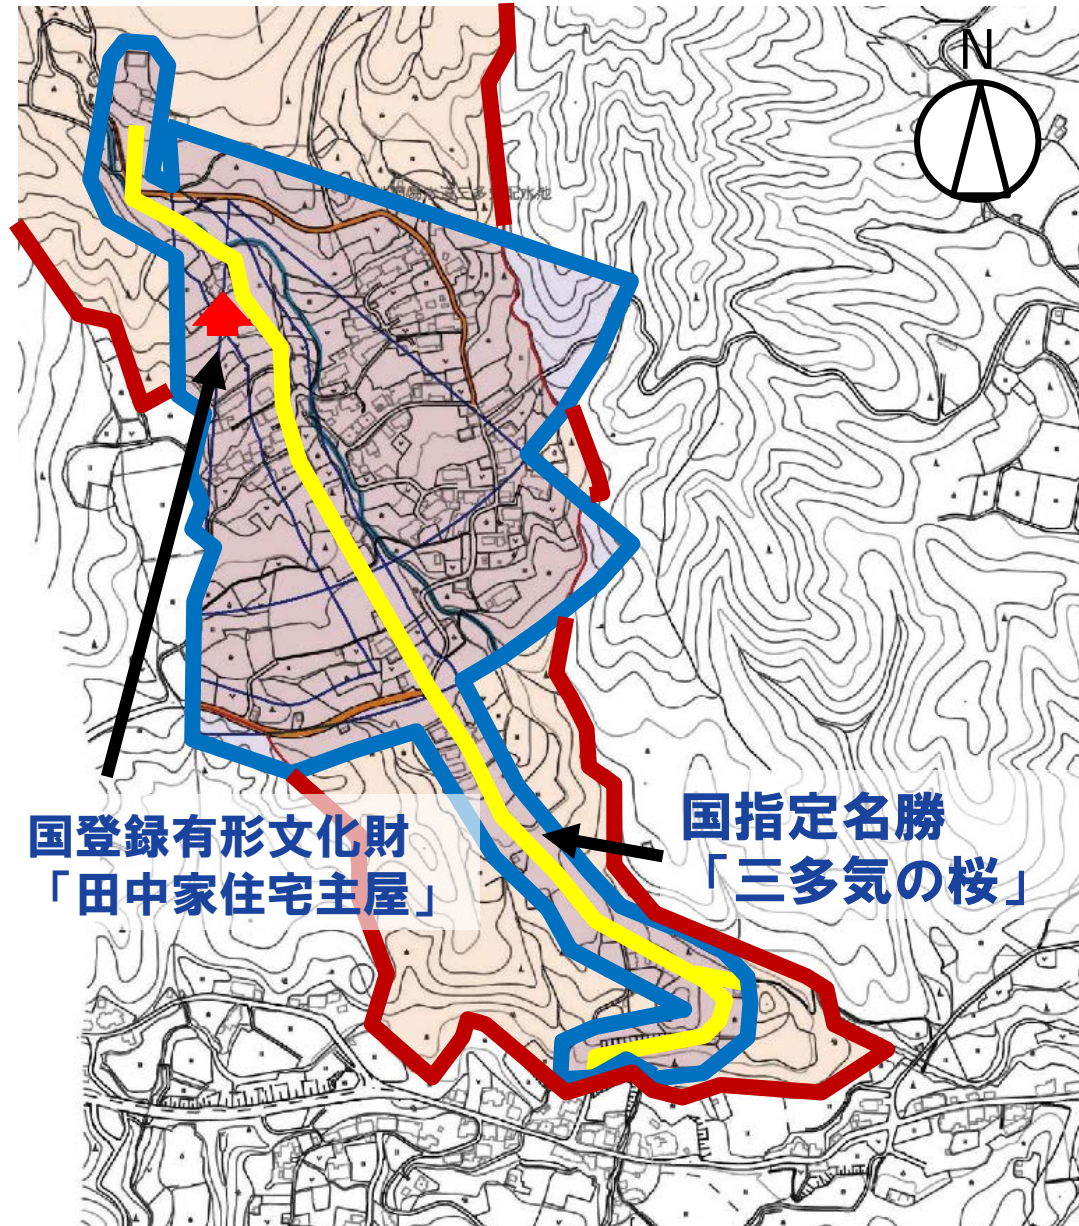 N
国登録有形文化財
「田中家住宅主屋」
国指定名勝
「三多気の桜」